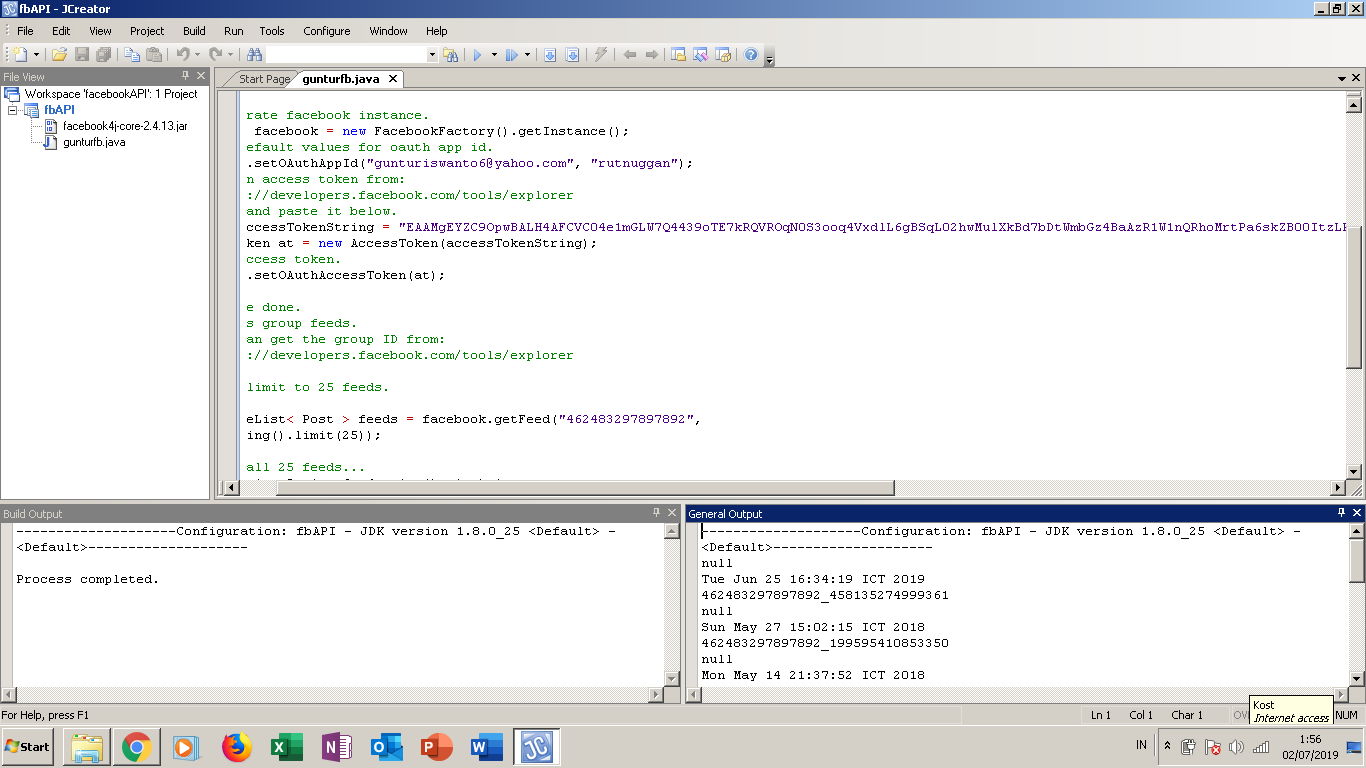 fbAPI - JCreator
File Edit View Project Build Run Tools Configure Window Help
File View
Workspace 'facebookAPI': 1 Project
fbAPI
facebook4j-core-2.4.13.jar
gunturfb.java
Start Page gunturfb.java
rate facebook instance.
facebook = new FacebookFactory().getInstance();
efault values for oauth app id.
.setOAuthAppId("gunturiswanto6@yahoo.com", "rutnuggan");
n access token from:
://developers.facebook.com/tools/explorer
and paste it below.
ccessTokenString =
ken at = new AccessToken(accessTokenString);
ccess token.
.setOAuthAccessToken(at);
e done.
s group feeds.
an get the group ID from:
://developers.facebook.com/tools/explorer
limit to 25 feeds.
eList< Post > feeds = facebook.getFeed("462483297897892",
ing().limit(25));
all 25 feeds...
Build Output
--------------------Configuration: fbAPI - JDK version 1.8.0_25 <Default> -
<Default>--------------------
Process completed.
General Output
--------------------Configuration: fbAPI - JDK version 1.8.0_25 <Default> -
<Default>--------------------
null
Tue Jun 25 16:34:19 ICT 2019
462483297897892_458135274999361
null
Sun May 27 15:02:15 ICT 2018
462483297897892_199595410853350
null
Mon May 14 21:37:52 ICT 2018
For Help, press F1
Ln 1 Col 1 Char 1 NUM
Kost
Internet access
Start
IN
1:56
02/07/2019